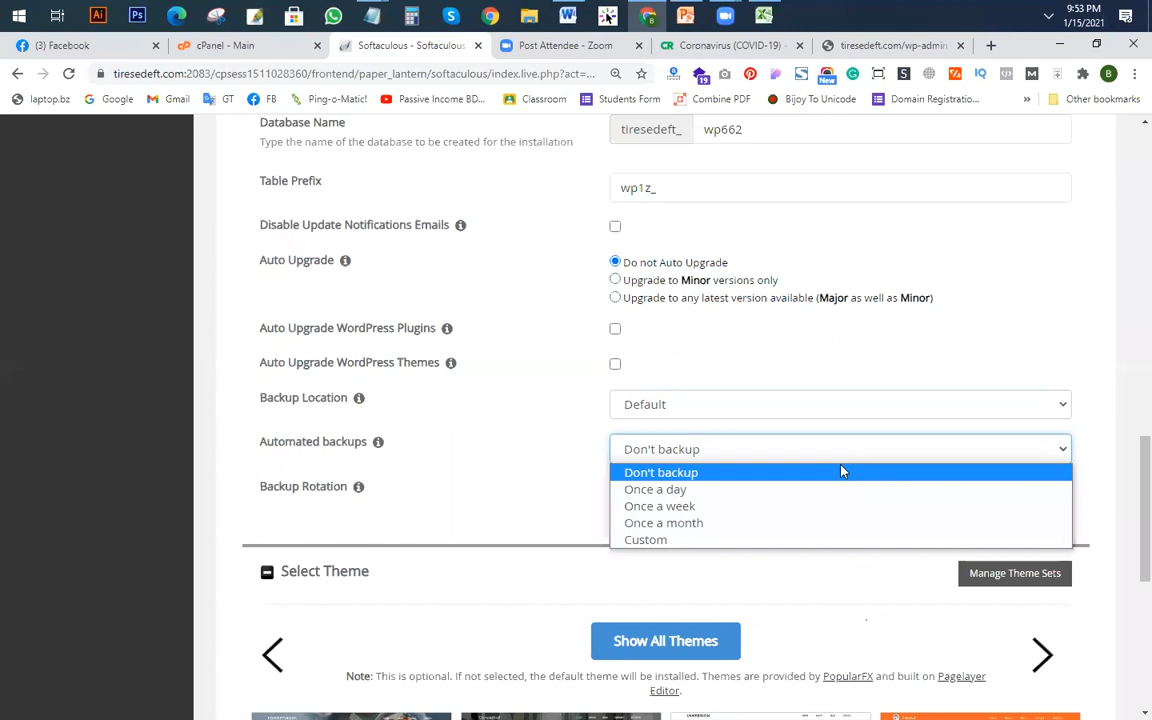 9:53 PM
1/15/2021
(3) Facebook
cPanel - Main
Softaculous - Softaculous
Post Attendee - Zoom
Coronavirus (COVID-19) -
tiresedeft.com/wp-admin
tiresedeft.com:2083/cpsess1511028360/frontend/paper_lantern/softaculous/index.live.php?act=...
laptop.bz
Google
Gmail
GT
FB
Ping-o-Matic!
Passive Income BD...
Classroom
Students Form
Combine PDF
Bijoy To Unicode
Domain Registratio...
Other bookmarks
Database Name
Type the name of the database to be created for the installation
tiresedeft_ wp662
Table Prefix
wp1z_
Disable Update Notifications Emails
Auto Upgrade
Do not Auto Upgrade
Upgrade to Minor versions only
Upgrade to any latest version available (Major as well as Minor)
Auto Upgrade WordPress Plugins
Auto Upgrade WordPress Themes
Backup Location
Default
Automated backups
Don't backup
Don't backup
Once a day
Once a week
Once a month
Custom
Backup Rotation
Select Theme
Manage Theme Sets
Show All Themes
Note: This is optional. If not selected, the default theme will be installed. Themes are provided by PopularFX and built on Pagelayer
Editor.